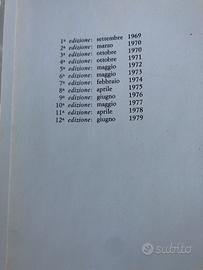 1ª edizione: settembre 1969
2ª edizione: marzo 1970
3ª edizione: ottobre 1970
4ª edizione: ottobre 1971
5ª edizione: maggio 1972
6ª edizione: maggio 1973
7ª edizione: febbraio 1974
8ª edizione: aprile 1975
9ª edizione: giugno 1976
10ª edizione: maggio 1977
11ª edizione: aprile 1978
12ª edizione: giugno 1979
subito